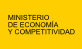 MINISTERIO
DE ECONOMÍA
Y COMPETITIVIDAD